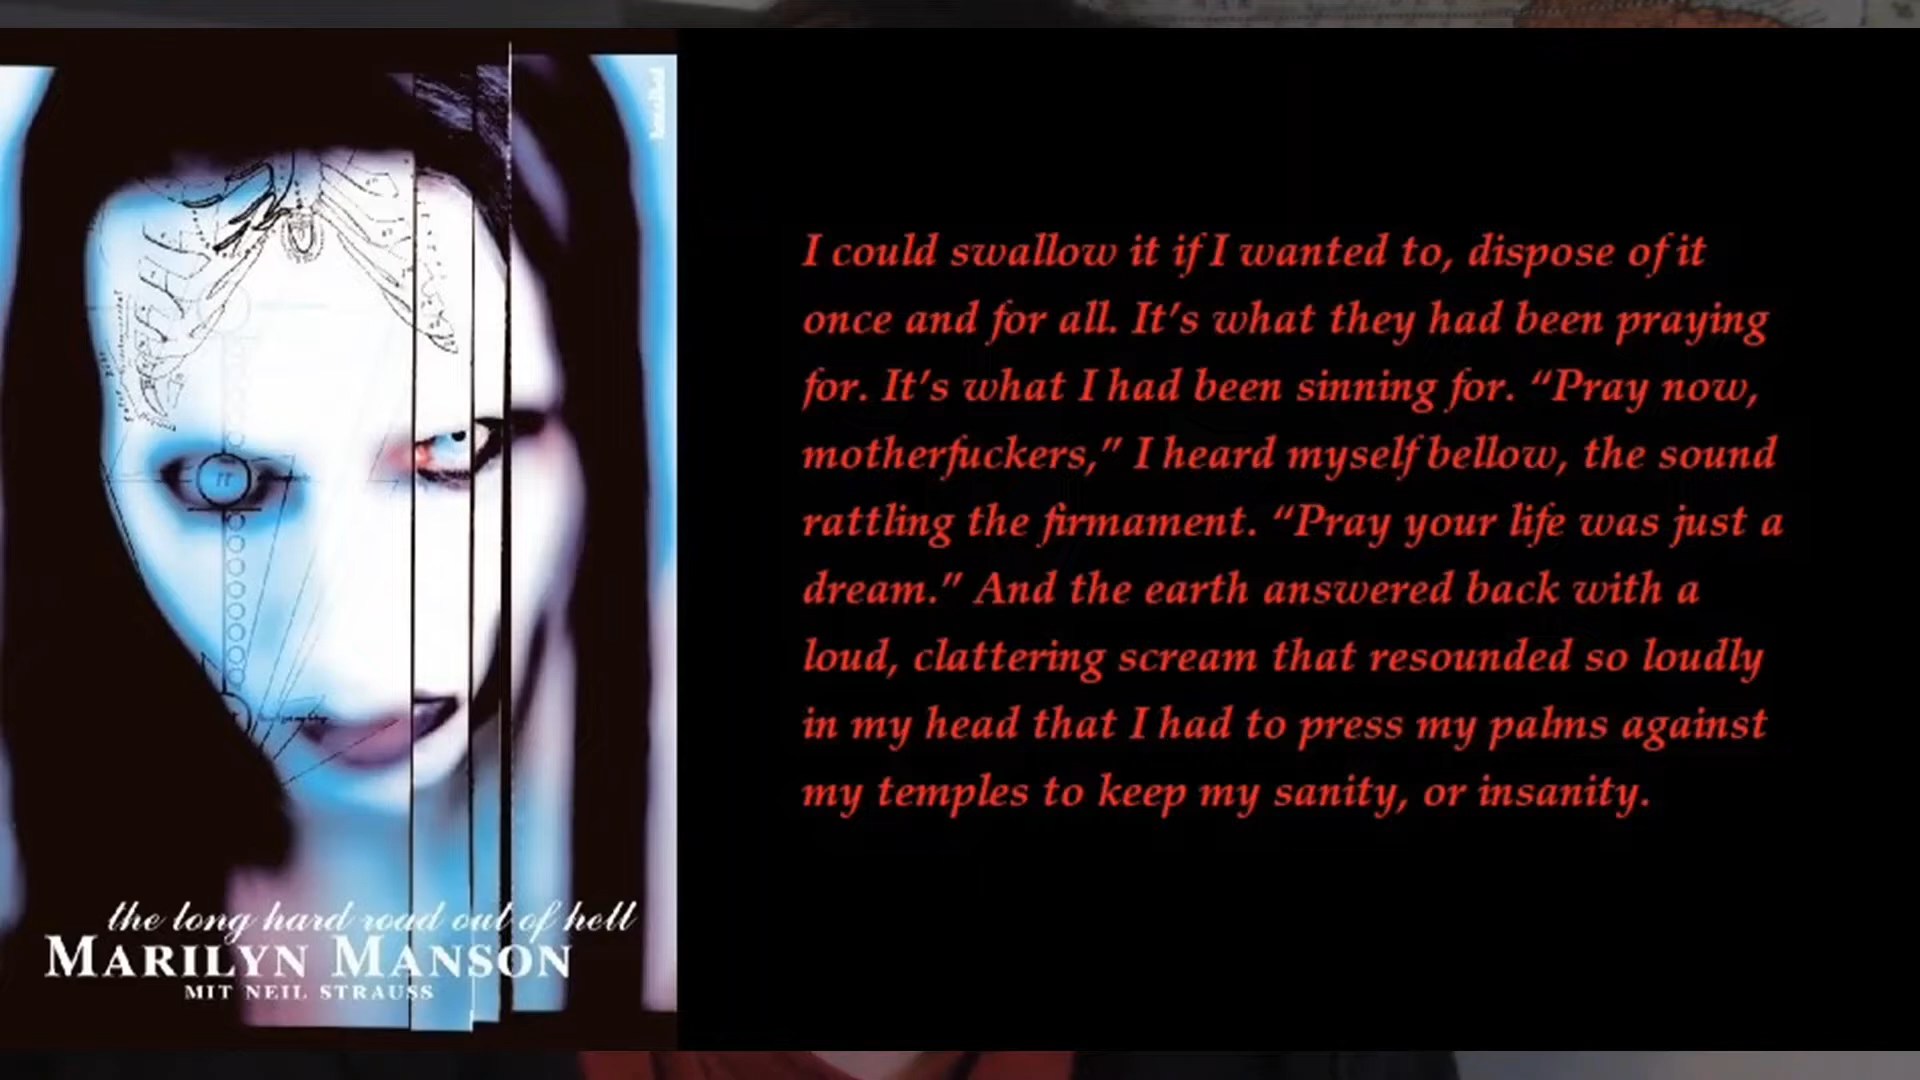 the long hard road out of hell
MARILYN MANSON
MIT NEIL STRAUSS
I could swallow it if I wanted to, dispose of it
once and for all. It's what they had been praying
for. It's what I had been sinning for. “Pray now,
motherfuckers,” I heard myself bellow, the sound
rattling the firmament. “Pray your life was just a
dream.” And the earth answered back with a
loud, clattering scream that resounded so loudly
in my head that I had to press my palms against
my temples to keep my sanity, or insanity.